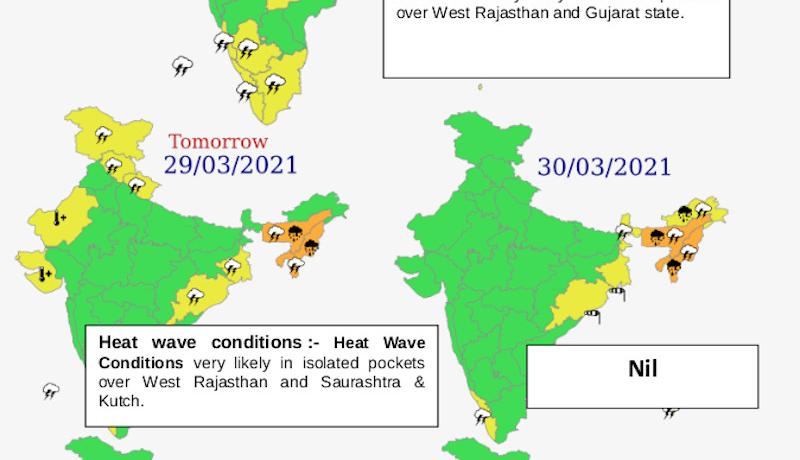 over West Rajasthan and Gujarat state.
Tomorrow
29/03/2021
30/03/2021
Heat wave conditions :- Heat Wave
Conditions very likely in isolated pockets
over West Rajasthan and Saurashtra &
Kutch.
Nil